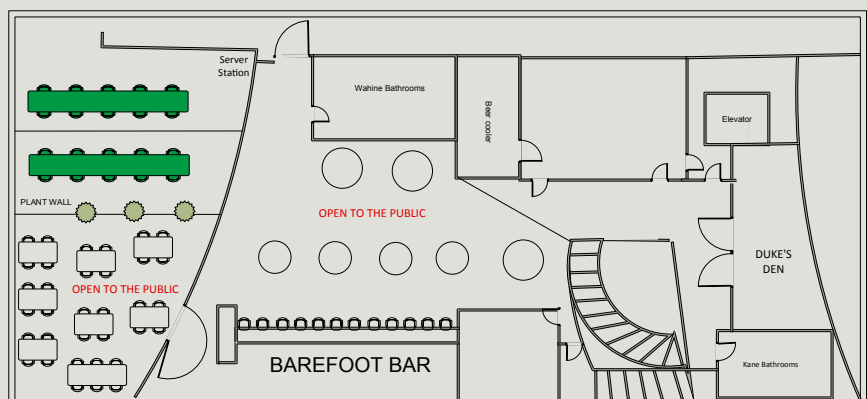 Server
Station
Wahine Bathrooms
Beer cooler
Elevator
PLANT WALL
OPEN TO THE PUBLIC
DUKE'S
DEN
OPEN TO THE PUBLIC
BAREFOOT BAR
Kane Bathrooms